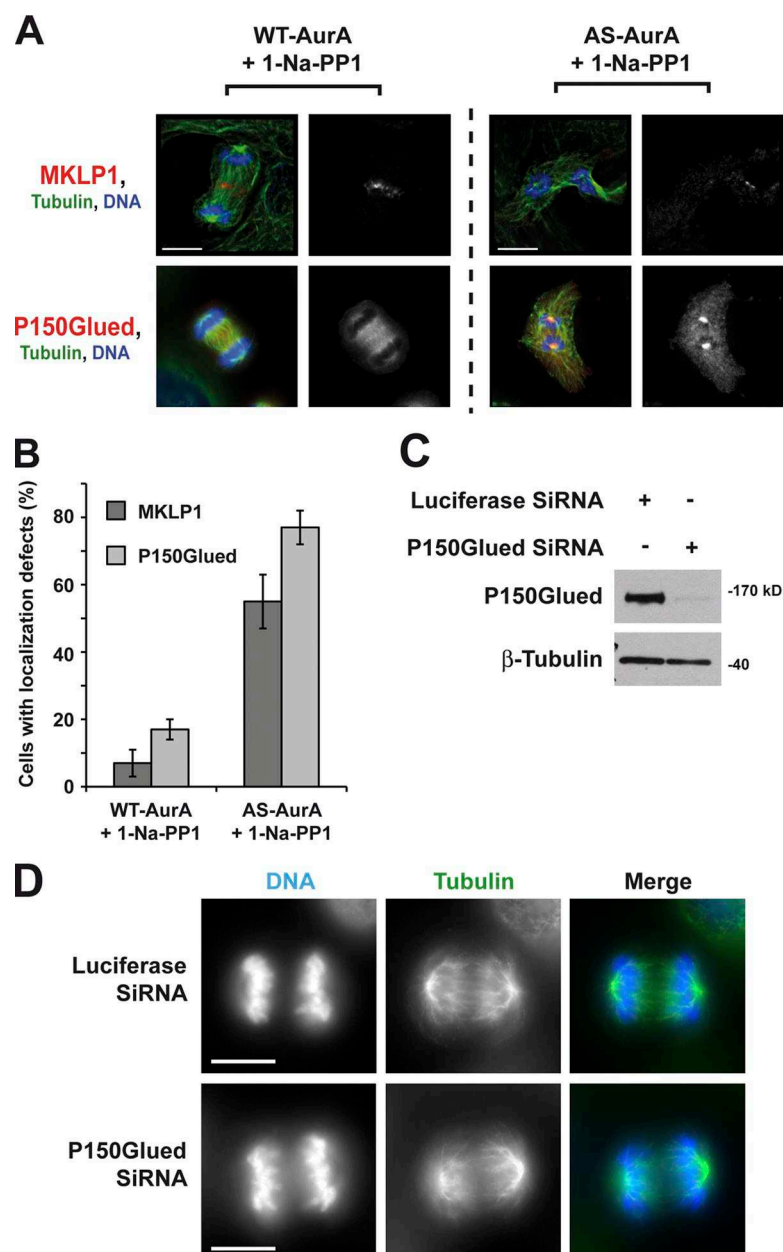 A
WT-AurA
+ 1-Na-PP1
AS-AurA
+ 1-Na-PP1
MKLP1,
Tubulin, DNA
P150Glued,
Tubulin, DNA
B
Cells with localization defects (%)
80
60
40
20
0
MKLP1
P150Glued
WT-AurA
+ 1-Na-PP1
AS-AurA
+ 1-Na-PP1
C
Luciferase SiRNA + -
P150Glued SiRNA - +
P150Glued -170 kD
β-Tubulin -40
D
DNA Tubulin Merge
Luciferase
SiRNA
P150Glued
SiRNA